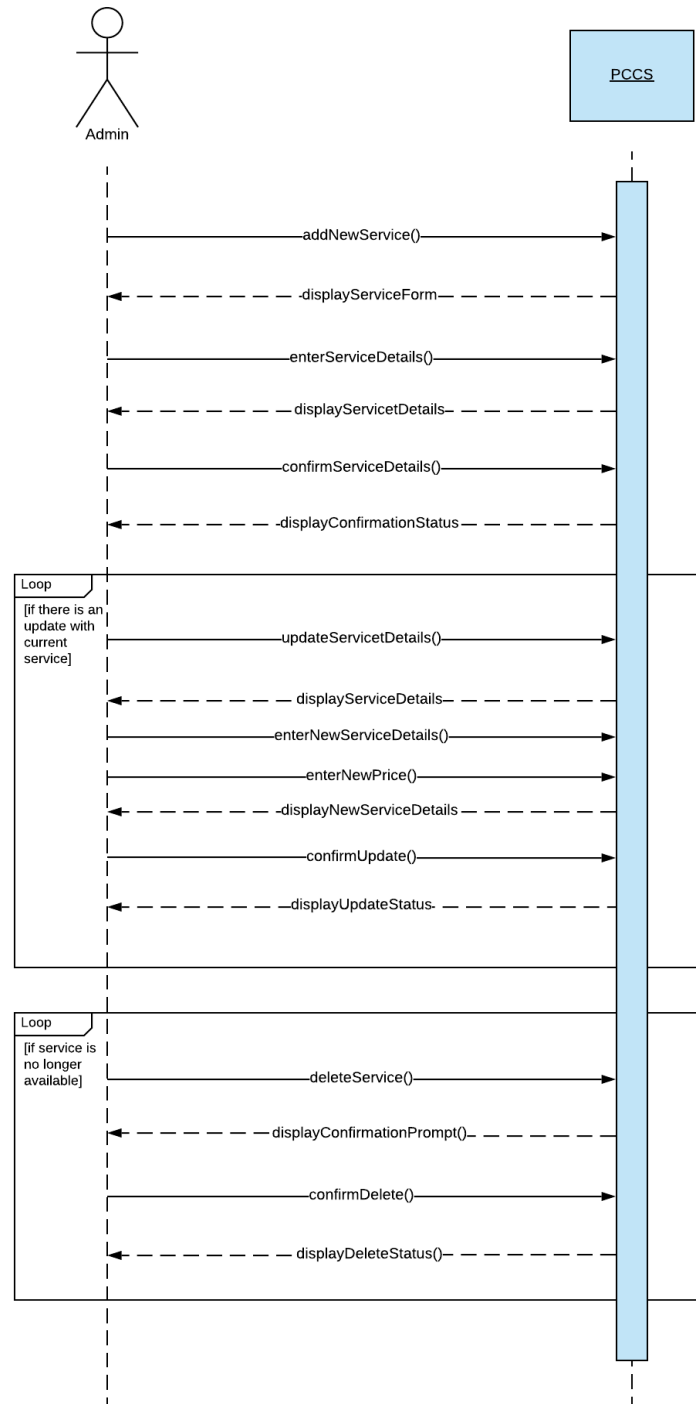 Admin
PCCS
addNewService()
displayServiceForm
enterServiceDetails()
displayServicetDetails
confirmServiceDetails()
displayConfirmationStatus
Loop
[if there is an
update with
current
service]
updateServicetDetails()
displayServiceDetails
enterNewServiceDetails()
enterNewPrice()
displayNewServiceDetails
confirmUpdate()
displayUpdateStatus
Loop
[if service is
no longer
available]
deleteService()
displayConfirmationPrompt()
confirmDelete()
displayDeleteStatus()